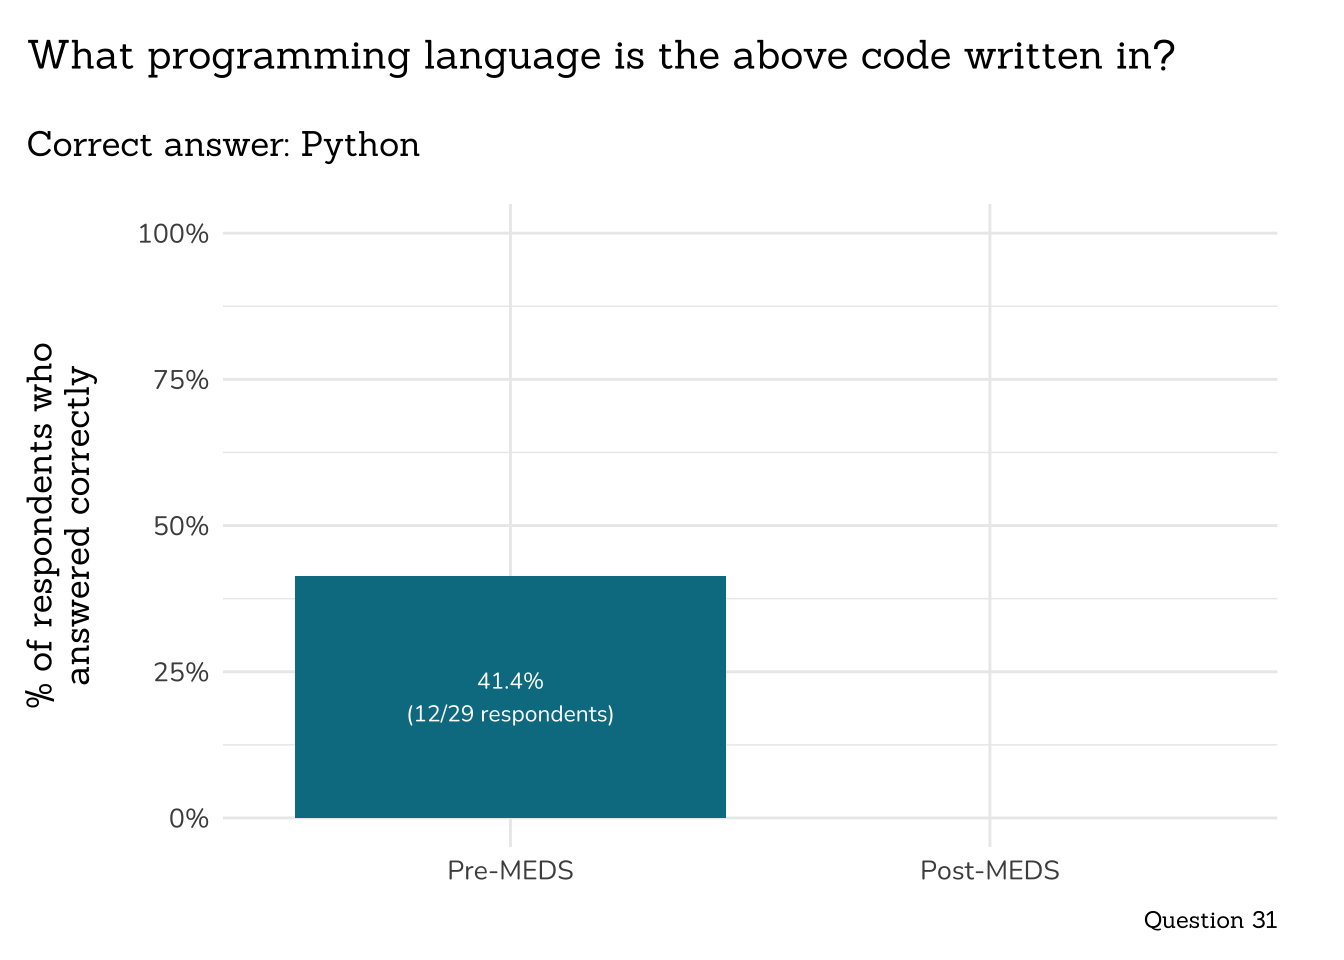 What programming language is the above code written in?
Correct answer: Python
% of respondents who
answered correctly
100%
75%
50%
25%
0%
41.4%
(12/29 respondents)
Pre-MEDS
Post-MEDS
Question 31